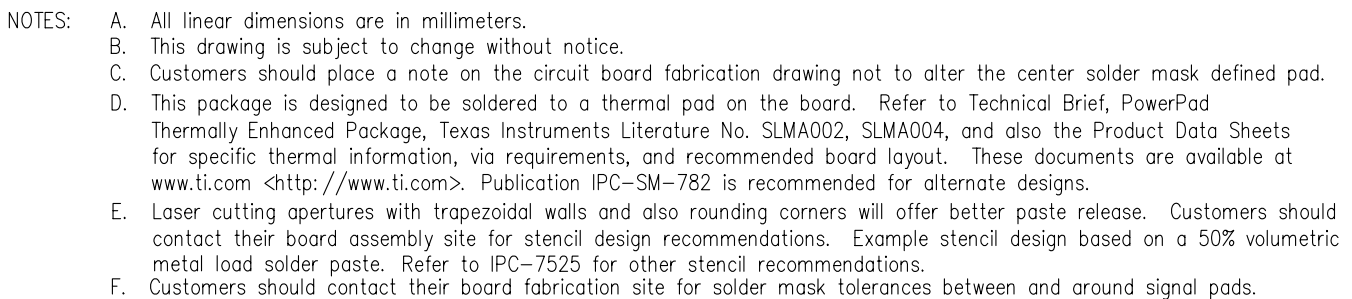 NOTES: A. All linear dimensions are in millimeters.
B. This drawing is subject to change without notice.
C. Customers should place a note on the circuit board fabrication drawing not to alter the center solder mask defined pad.
D. This package is designed to be soldered to a thermal pad on the board. Refer to Technical Brief, PowerPad
Thermally Enhanced Package, Texas Instruments Literature No. SLMA002, SLMA004, and also the Product Data Sheets
for specific thermal information, via requirements, and recommended board layout. These documents are available at
www.ti.com <http://www.ti.com>. Publication IPC-SM-782 is recommended for alternate designs.
E. Laser cutting apertures with trapezoidal walls and also rounding corners will offer better paste release. Customers should
contact their board assembly site for stencil design recommendations. Example stencil design based on a 50% volumetric
metal load solder paste. Refer to IPC-7525 for other stencil recommendations.
F. Customers should contact their board fabrication site for solder mask tolerances between and around signal pads.